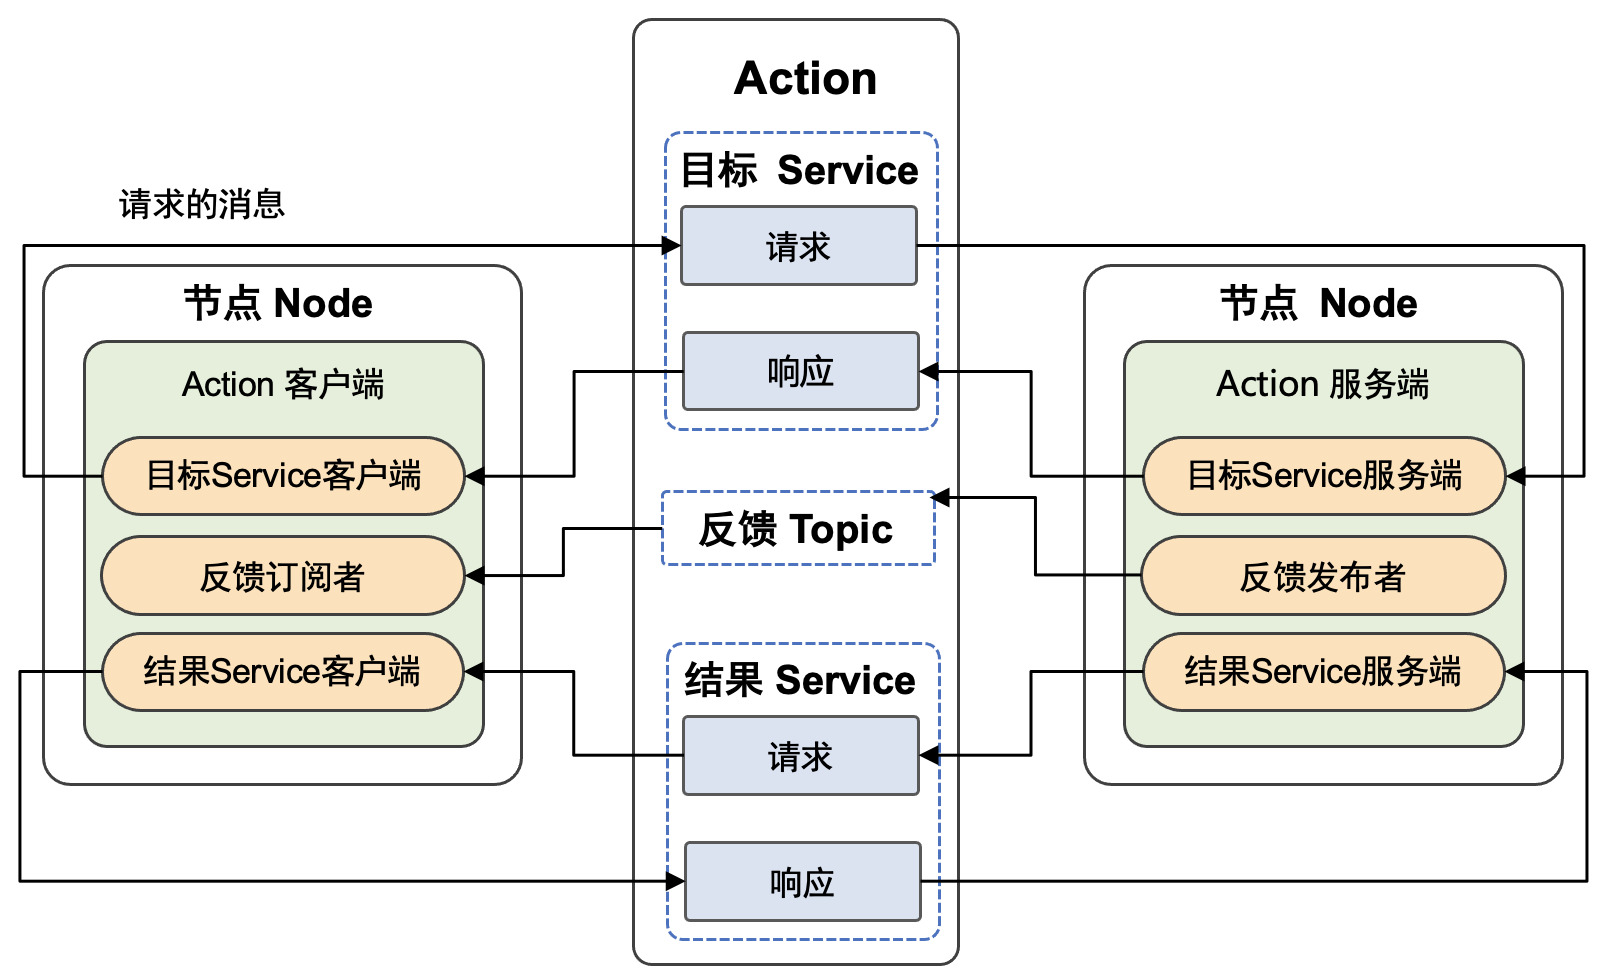 Action
目标 Service
请求的消息
请求
响应
节点 Node
Action 客户端
目标Service客户端
反馈订阅者
结果Service客户端
反馈 Topic
结果 Service
请求
响应
节点 Node
Action 服务端
目标Service服务端
反馈发布者
结果Service服务端